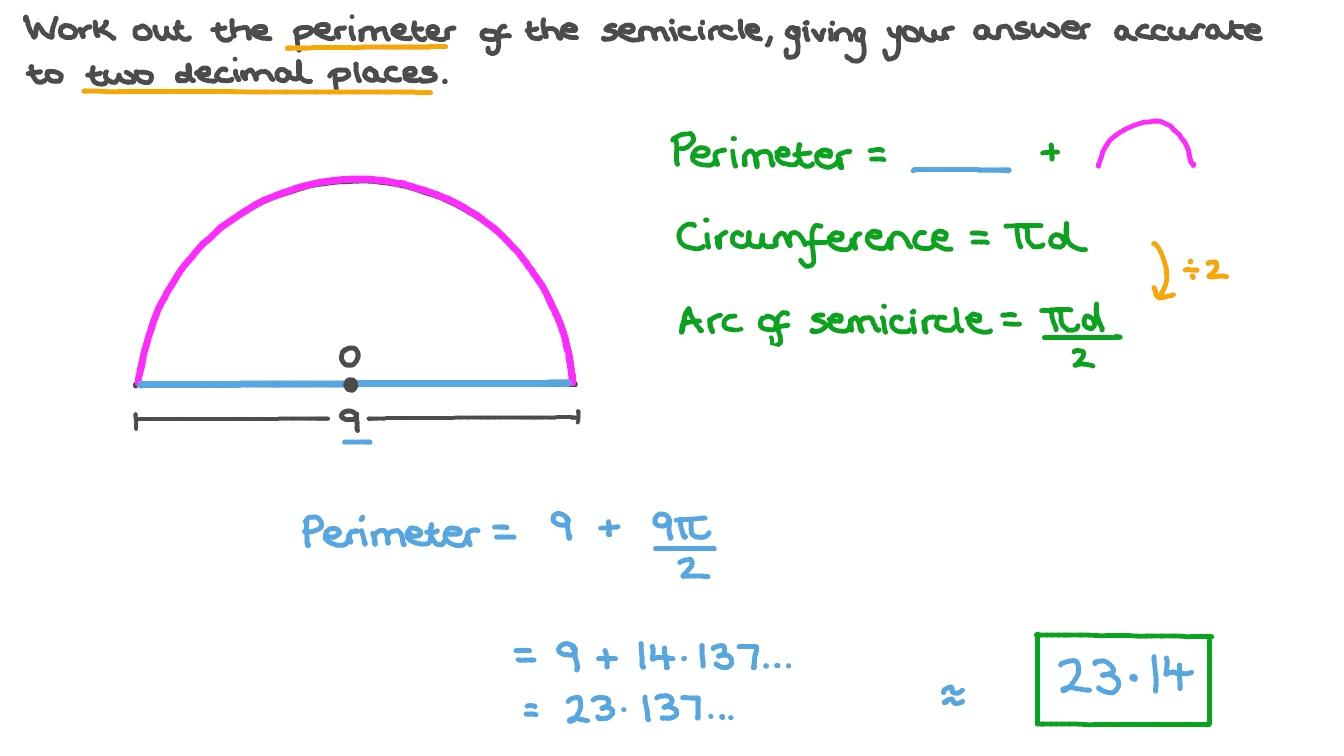 Work out the perimeter of the semicircle, giving your answer accurate
to two decimal places.
Perimeter = ___ +
Circumference = πd
÷2
Arc of semicircle = πd/2
O
9
Perimeter = 9 + 9π/2
= 9 + 14·137...
= 23·137... ≈ 23·14